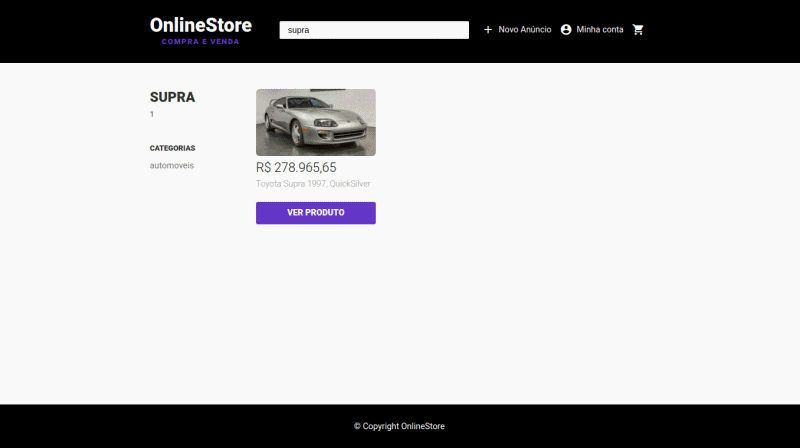 OnlineStore
COMPRA E VENDA
supra
Novo Anúncio
Minha conta
SUPRA
1
CATEGORIAS
automoveis
R$ 278.965,65
Toyota Supra 1997, QuickSilver
VER PRODUTO
© Copyright OnlineStore